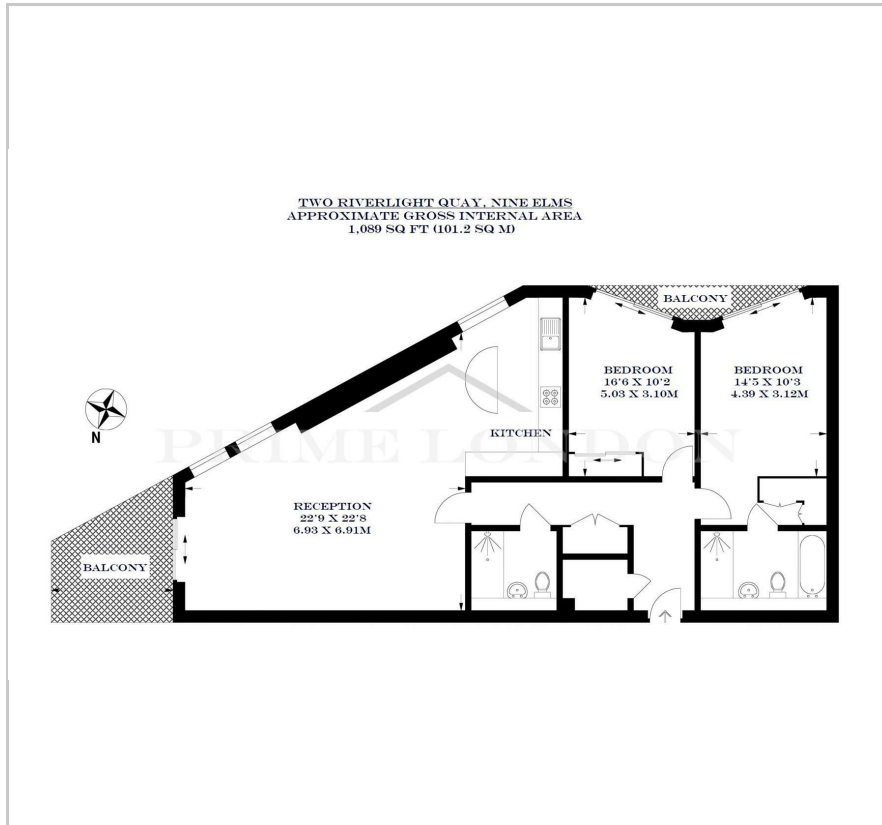 TWO RIVERLIGHT QUAY, NINE ELMS
APPROXIMATE GROSS INTERNAL AREA
1,089 SQ FT (101.2 SQ M)
BALCONY
BEDROOM
16'6 X 10'2
5.03 X 3.10M
BEDROOM
14'5 X 10'3
4.39 X 3.12M
N
KITCHEN
PRIME LONDON
RECEPTION
22'9 X 22'8
6.93 X 6.91M
BALCONY